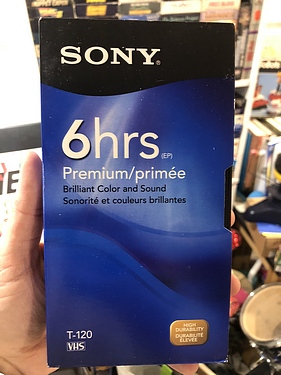 SONY®
6hrs (EP)
Premium/primée
Brilliant Color and Sound
Sonorité et couleurs brillantes
T-120
VHS
HIGH
DURABILITY
DURABILITÉ
ÉLEVÉE